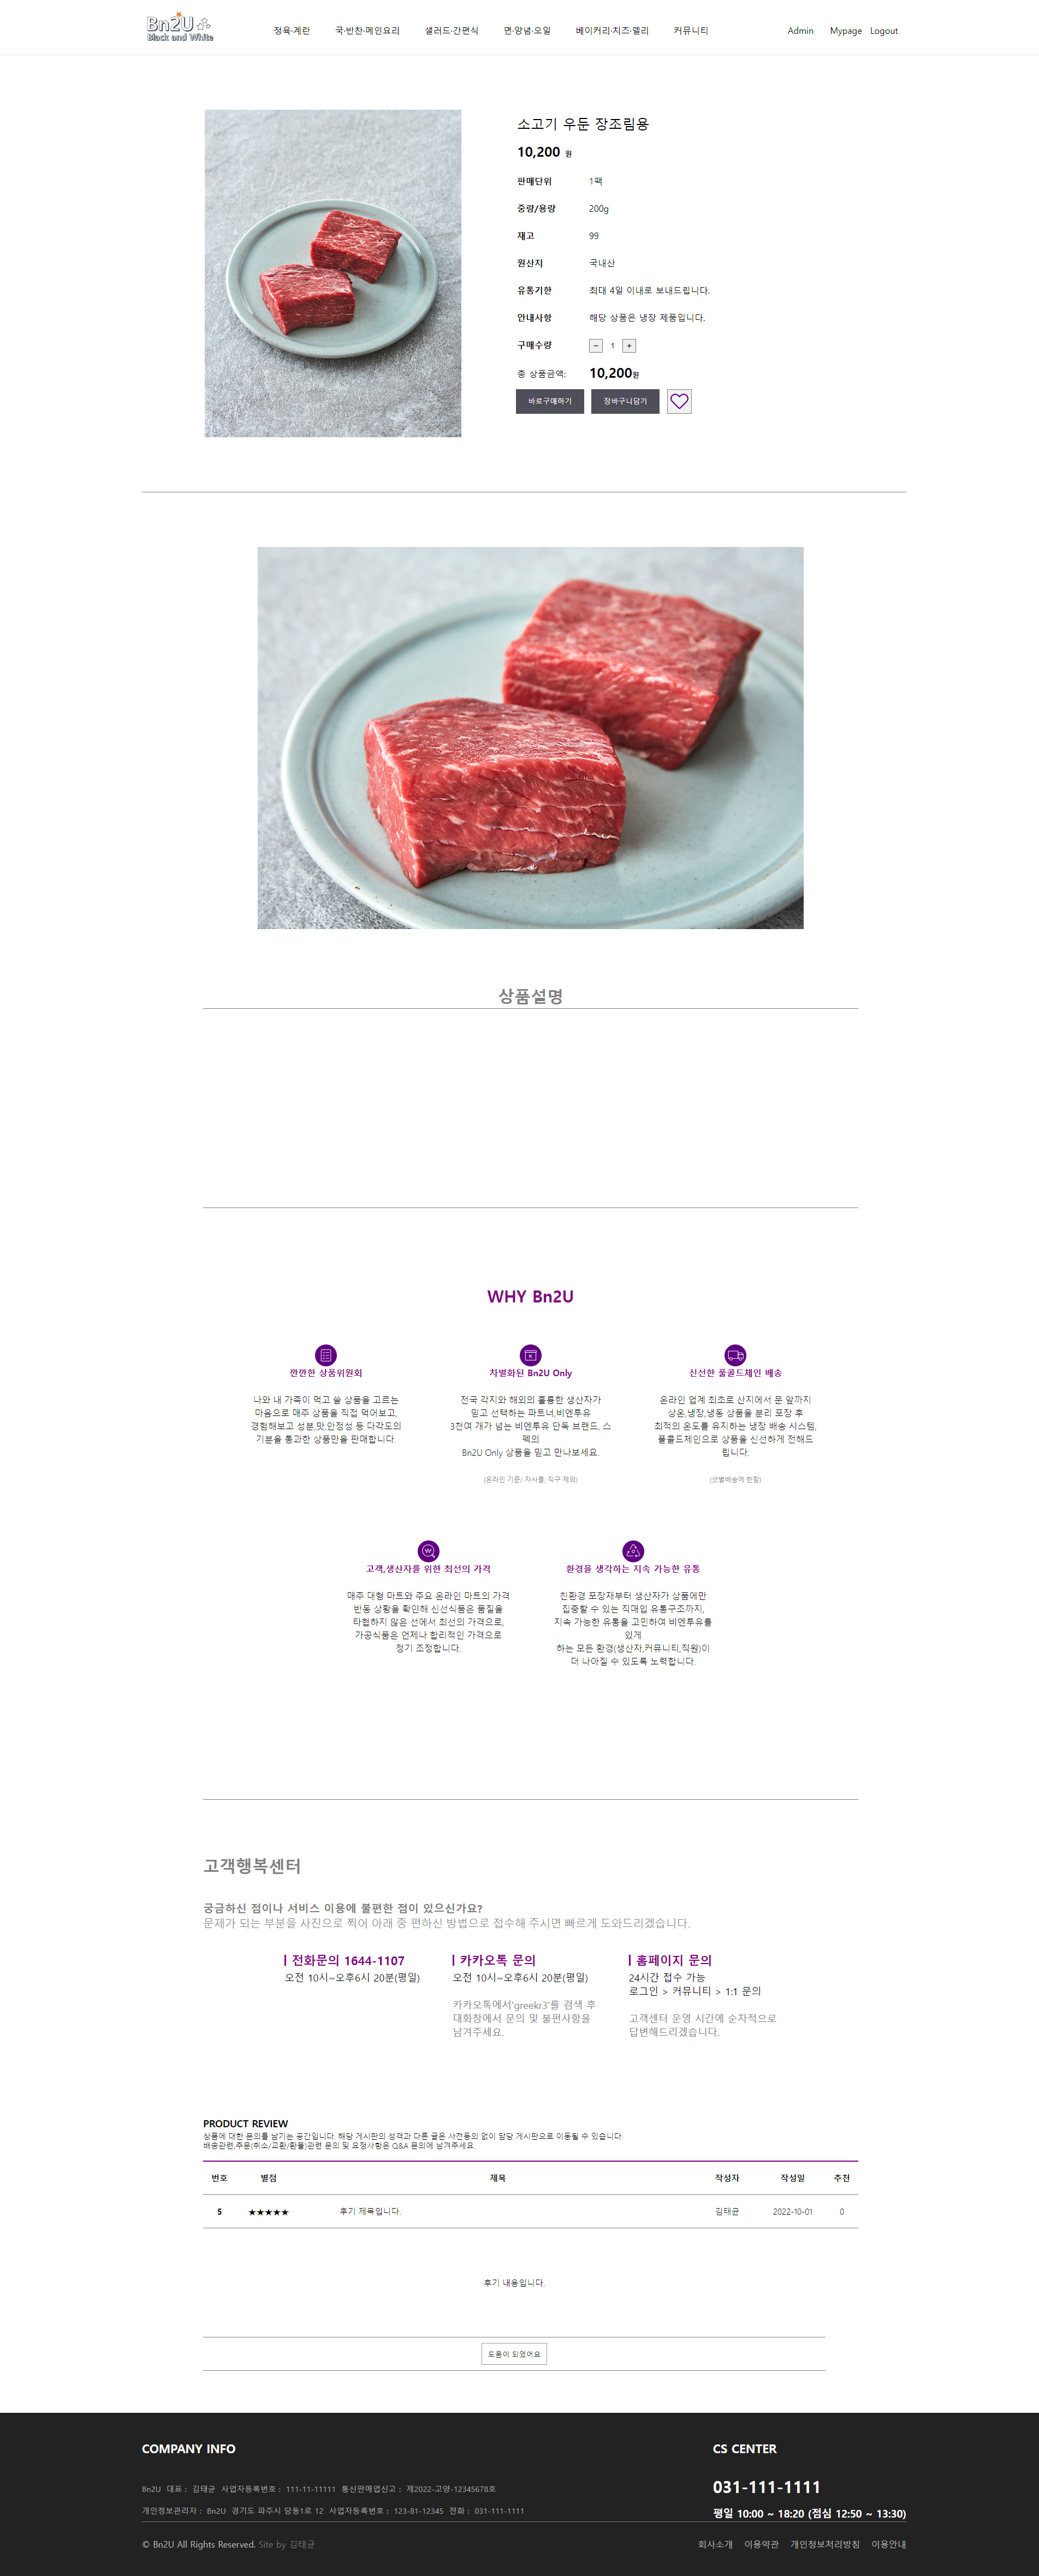 Bn2U
Black and White
정육·계란 국·반찬·메인요리 샐러드·간편식 면·양념·오일 베이커리·치즈·델리 커뮤니티 Admin Mypage Logout
소고기 우둔 장조림용
10,200 원
판매단위 1팩
중량/용량 200g
재고 99
원산지 국내산
유통기한 최대 4일 이내로 보내드립니다.
안내사항 해당 상품은 냉장 제품입니다.
구매수량 − 1 +
총 상품금액: 10,200원
바로구매하기 장바구니담기
상품설명
WHY Bn2U
깐깐한 상품위원회
나와 내 가족이 먹고 쓸 상품을 고르는
마음으로 매주 상품을 직접 먹어보고,
경험해보고 성분,맛,안정성 등 다각도의
기분을 통과한 상품만을 판매합니다.
차별화된 Bn2U Only
전국 각지와 해외의 훌륭한 생산자가
믿고 선택하는 파트너,비엔투유
3천여 개가 넘는 비엔투유 단독 브랜드, 스
펙의
Bn2U Only 상품을 믿고 만나보세요.
(온라인 기준/ 자사몰, 직구 제외)
신선한 풀콜드체인 배송
온라인 업계 최초로 산지에서 문 앞까지
상온,냉장,냉동 상품을 분리 포장 후
최적의 온도를 유지하는 냉장 배송 시스템,
풀콜드체인으로 상품을 신선하게 전해드
립니다.
(샛별배송에 한함)
고객,생산자를 위한 최선의 가격
매주 대형 마트와 주요 온라인 마트의 가격
반동 상황을 확인해 신선식품은 품질을
타협하지 않은 선에서 최선의 가격으로,
가공식품은 언제나 합리적인 가격으로
정기 조정합니다.
환경을 생각하는 지속 가능한 유통
친환경 포장재부터 생산자가 상품에만
집중할 수 있는 직매입 유통구조까지,
지속 가능한 유통을 고민하며 비엔투유를
있게
하는 모든 환경(생산자,커뮤니티,직원)이
더 나아질 수 있도록 노력합니다.
고객행복센터
궁금하신 점이나 서비스 이용에 불편한 점이 있으신가요?
문제가 되는 부분을 사진으로 찍어 아래 중 편하신 방법으로 접수해 주시면 빠르게 도와드리겠습니다.
전화문의 1644-1107
오전 10시~오후6시 20분(평일)
카카오톡 문의
오전 10시~오후6시 20분(평일)
카카오톡에서'greekr3'를 검색 후
대화창에서 문의 및 불편사항을
남겨주세요.
홈페이지 문의
24시간 접수 가능
로그인 > 커뮤니티 > 1:1 문의
고객센터 운영 시간에 순차적으로
답변해드리겠습니다.
PRODUCT REVIEW
상품에 대한 문의를 남기는 공간입니다. 해당 게시판의 성격과 다른 글은 사전동의 없이 담당 게시판으로 이동될 수 있습니다.
배송관련,주문(취소/교환/환불)관련 문의 및 요청사항은 Q&A 문의에 남겨주세요.
번호 별점 제목 작성자 작성일 추천
5 ★★★★★ 후기 제목입니다. 김태균 2022-10-01 0
후기 내용입니다.
도움이 되었어요
COMPANY INFO
Bn2U 대표 : 김태균 사업자등록번호 : 111-11-11111 통신판매업신고 : 제2022-고양-12345678호
개인정보관리자 : Bn2U 경기도 파주시 당동1로 12 사업자등록번호 : 123-81-12345 전화 : 031-111-1111
CS CENTER
031-111-1111
평일 10:00 ~ 18:20 (점심 12:50 ~ 13:30)
© Bn2U All Rights Reserved. Site by 김태균
회사소개 이용약관 개인정보처리방침 이용안내